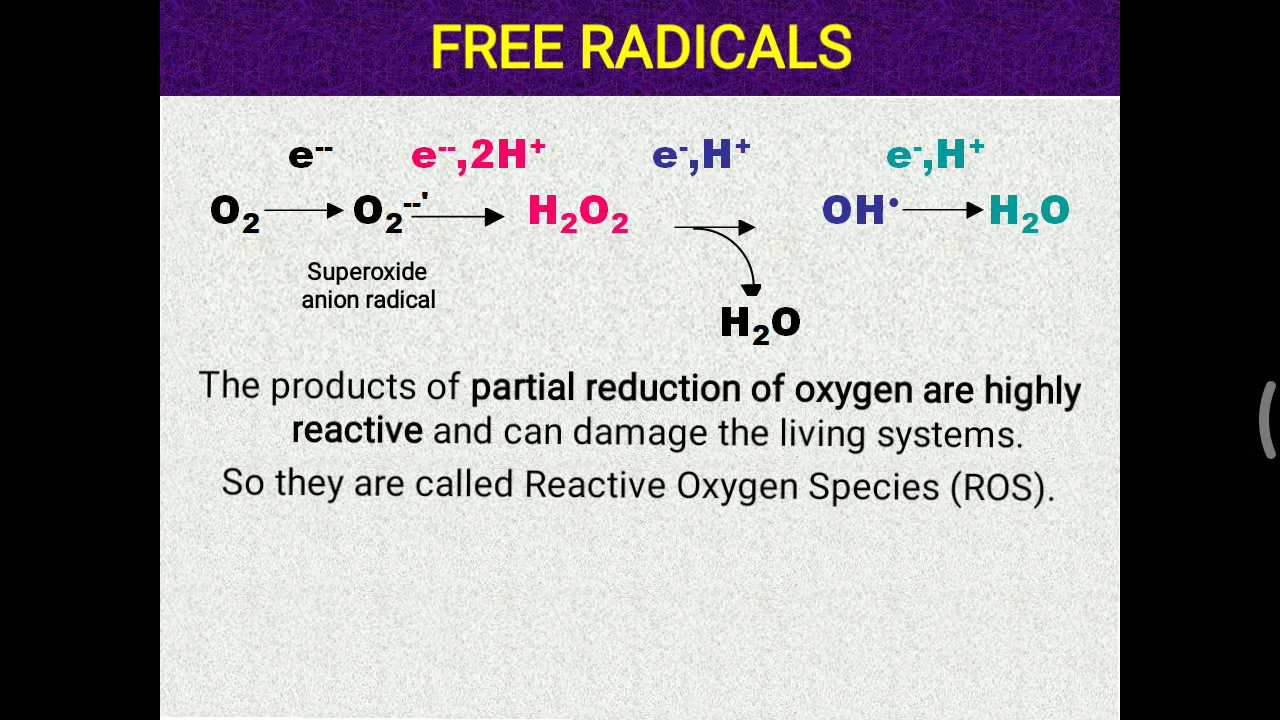 FREE RADICALS
e-- e--,2H+ e-,H+ e-,H+
O2 O2--' H2O2 OH• H2O
Superoxide
anion radical
H2O
The products of partial reduction of oxygen are highly
reactive and can damage the living systems.
So they are called Reactive Oxygen Species (ROS).